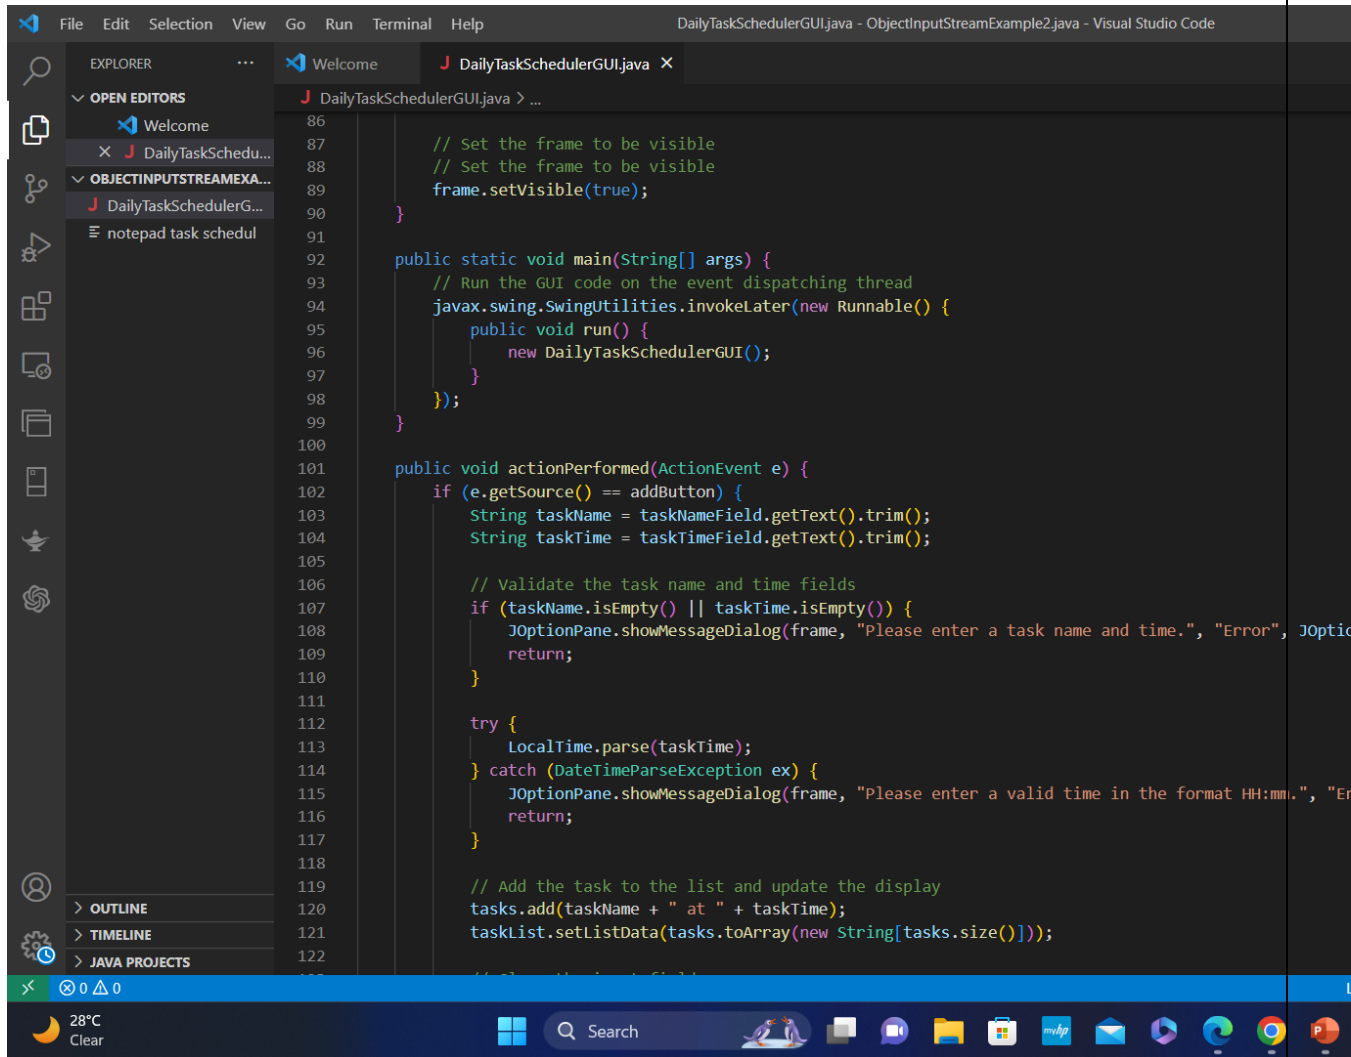 File Edit Selection View Go Run Terminal Help DailyTaskSchedulerGUI.java - ObjectInputStreamExample2.java - Visual Studio Code
EXPLORER ...
OPEN EDITORS
Welcome
DailyTaskSchedu...
OBJECTINPUTSTREAMEXA...
DailyTaskSchedulerG...
notepad task schedul
OUTLINE
TIMELINE
JAVA PROJECTS
Welcome J DailyTaskSchedulerGUI.java
J DailyTaskSchedulerGUI.java > ...
86
87 // Set the frame to be visible
88 // Set the frame to be visible
89 frame.setVisible(true);
90 }
91
92 public static void main(String[] args) {
93 // Run the GUI code on the event dispatching thread
94 javax.swing.SwingUtilities.invokeLater(new Runnable() {
95 public void run() {
96 new DailyTaskSchedulerGUI();
97 }
98 });
99 }
100
101 public void actionPerformed(ActionEvent e) {
102 if (e.getSource() == addButton) {
103 String taskName = taskNameField.getText().trim();
104 String taskTime = taskTimeField.getText().trim();
105
106 // Validate the task name and time fields
107 if (taskName.isEmpty() || taskTime.isEmpty()) {
108 JOptionPane.showMessageDialog(frame, "Please enter a task name and time.", "Error", JOptio
109 return;
110 }
111
112 try {
113 LocalTime.parse(taskTime);
114 } catch (DateTimeParseException ex) {
115 JOptionPane.showMessageDialog(frame, "Please enter a valid time in the format HH:mm.", "Er
116 return;
117 }
118
119 // Add the task to the list and update the display
120 tasks.add(taskName + " at " + taskTime);
121 taskList.setListData(tasks.toArray(new String[tasks.size()]));
122
0 0
28°C
Clear
Search
myhp